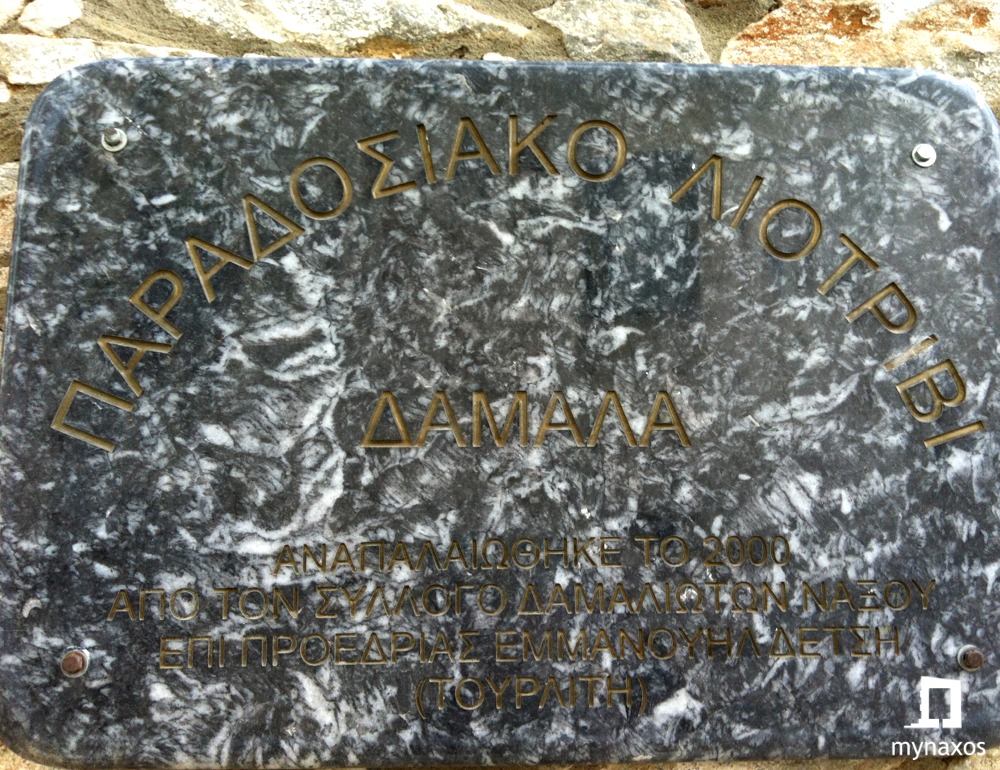 ΠΑΡΑΔΟΣΙΑΚΟ ΛΙΟΤΡΙΒΙ
ΔΑΜΑΛΑ
ΑΝΑΠΑΛΑΙΩΘΗΚΕ ΤΟ 2000
ΑΠΟ ΤΟΝ ΣΥΛΛΟΓΟ ΔΑΜΑΛΙΩΤΩΝ ΝΑΞΟΥ
ΕΠΙ ΠΡΟΕΔΡΙΑΣ ΕΜΜΑΝΟΥΗΛ ΔΕΤΣΗ
(ΤΟΥΡΛΙΤΗ)
mynaxos